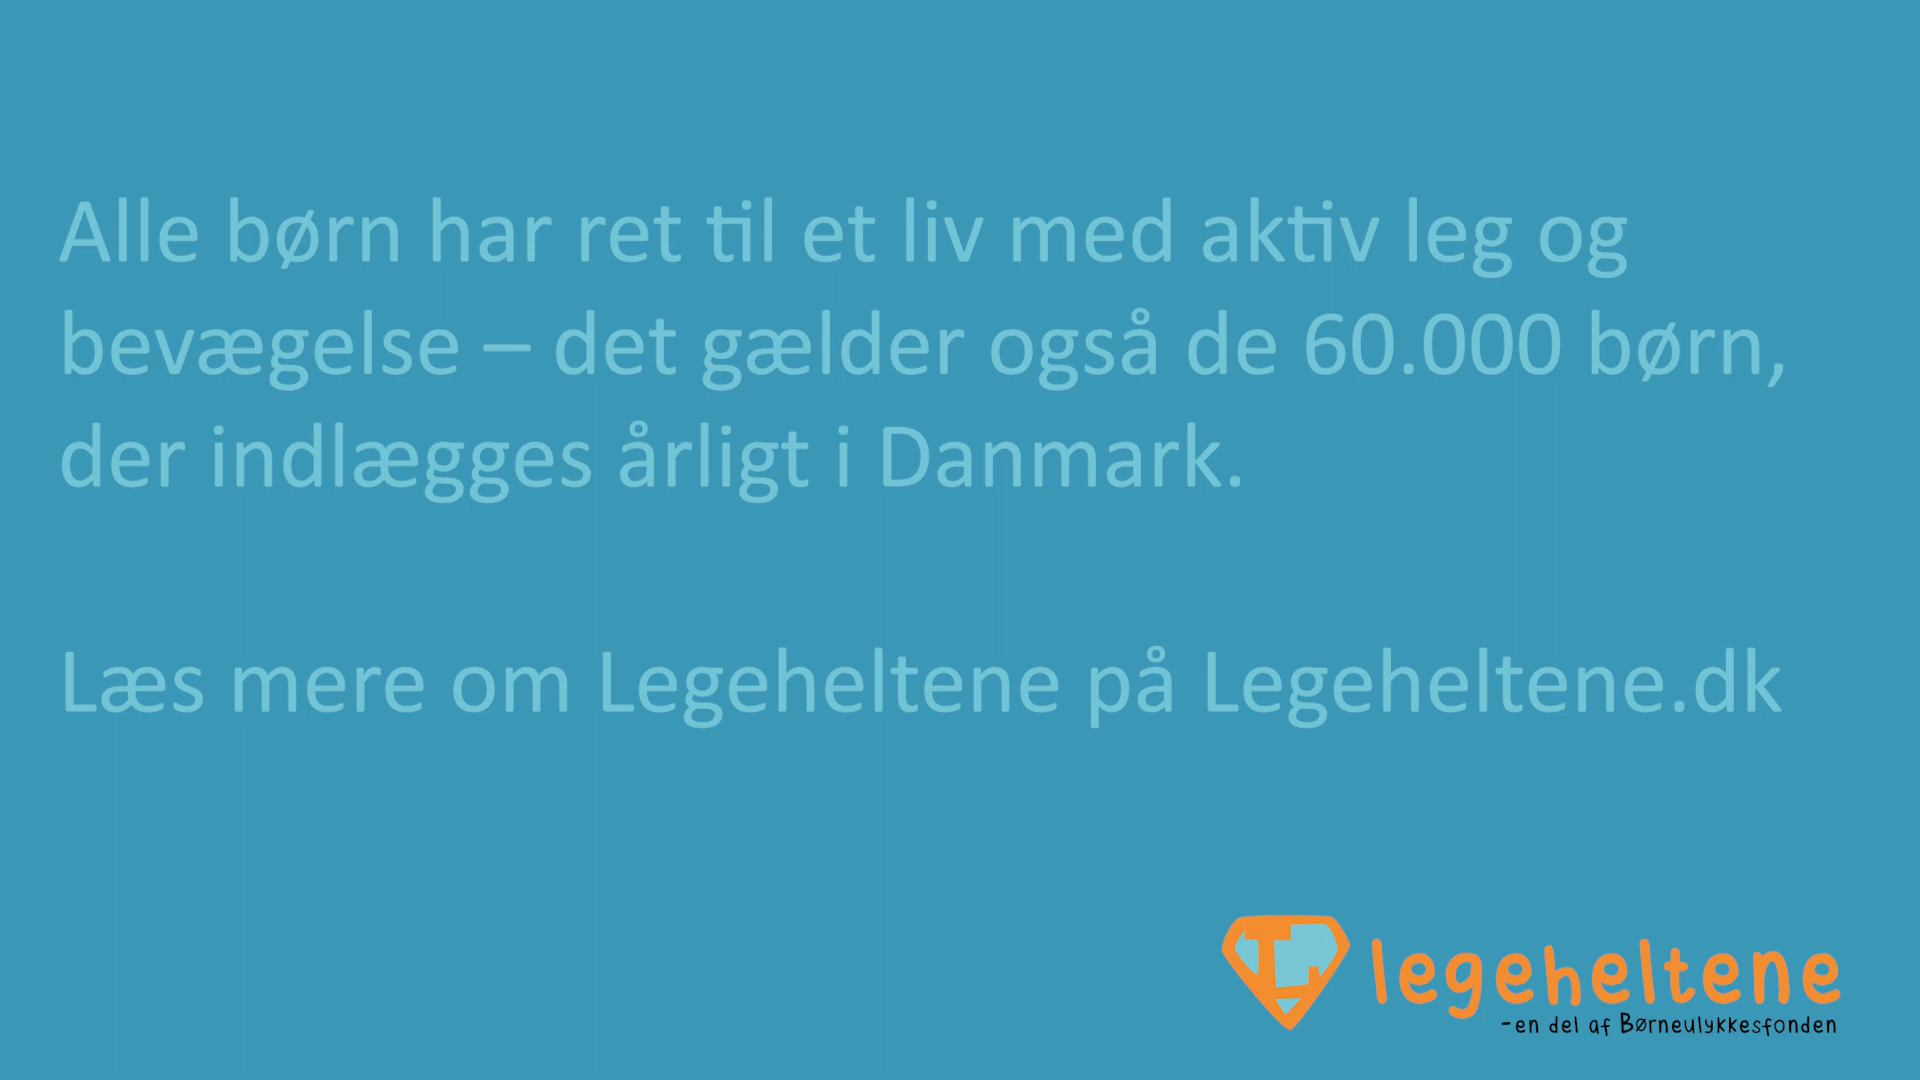 Alle børn har ret til et liv med aktiv leg og
bevægelse – det gælder også de 60.000 børn,
der indlægges årligt i Danmark.
Læs mere om Legeheltene på Legeheltene.dk
L
legeheltene
-en del af Børneulykkesfonden